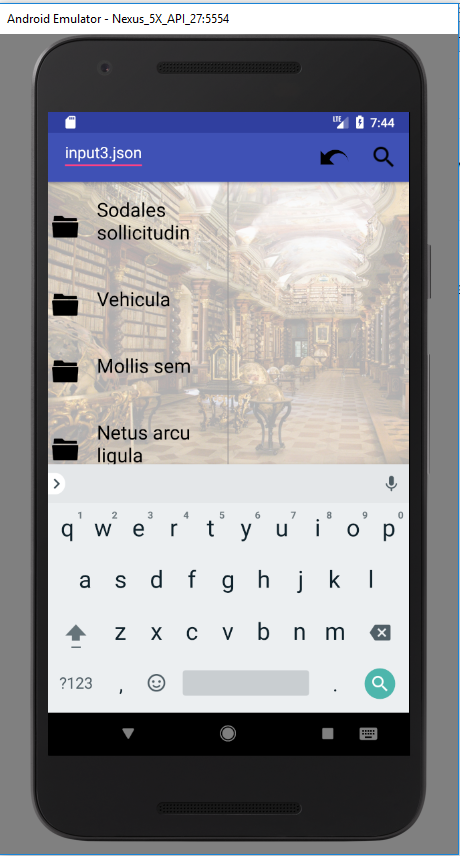 Android Emulator - Nexus_5X_API_27:5554
LTE 7:44
input3.json
Sodales
sollicitudin
Vehicula
Mollis sem
Netus arcu
ligula
1 2 3 4 5 6 7 8 9 0
q w e r t y u i o p
a s d f g h j k l
z x c v b n m
?123 , .